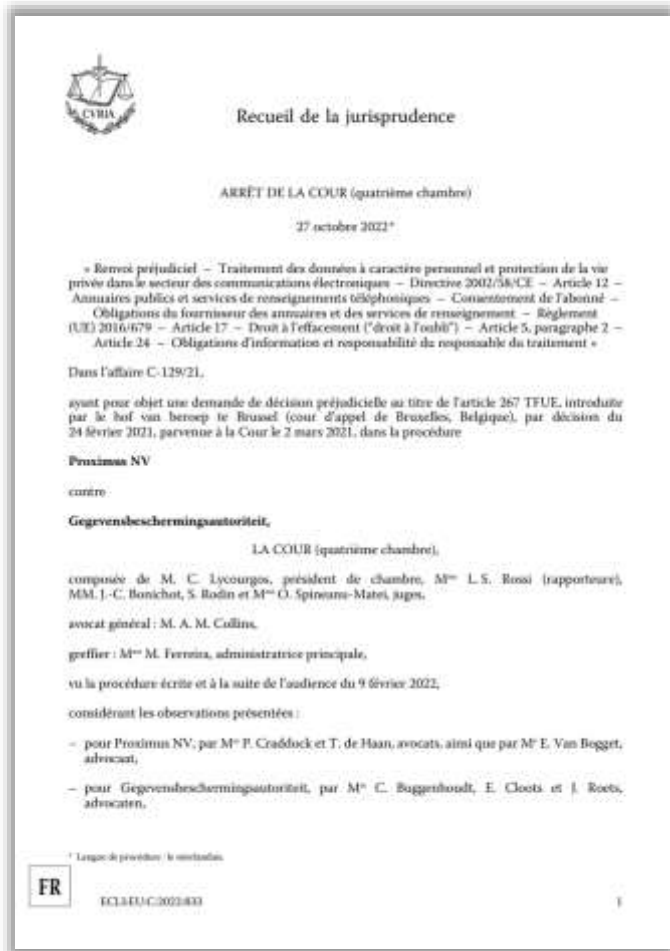 CVRIA
Recueil de la jurisprudence
ARRÊT DE LA COUR (quatrième chambre)
27 octobre 2022*
« Renvoi préjudiciel – Traitement des données à caractère personnel et protection de la vie
privée dans le secteur des communications électroniques – Directive 2002/58/CE – Article 12 –
Annuaires publics et services de renseignements téléphoniques – Consentement de l'abonné –
Obligations du fournisseur des annuaires et des services de renseignement – Règlement
(UE) 2016/679 – Article 17 – Droit à l'effacement ("droit à l'oubli") – Article 5, paragraphe 2 –
Article 24 – Obligations d'information et responsabilité du responsable du traitement »
Dans l'affaire C-129/21,
ayant pour objet une demande de décision préjudicielle au titre de l'article 267 TFUE, introduite
par le hof van beroep te Brussel (cour d'appel de Bruxelles, Belgique), par décision du
24 février 2021, parvenue à la Cour le 2 mars 2021, dans la procédure
Proximus NV
contre
Gegevensbeschermingsautoriteit,
LA COUR (quatrième chambre),
composée de M. C. Lycourgos, président de chambre, Mme L. S. Rossi (rapporteure),
MM. J.-C. Bonichot, S. Rodin et Mme O. Spineanu-Matei, juges,
avocat général : M. A. M. Collins,
greffier : Mme M. Ferreira, administratrice principale,
vu la procédure écrite et à la suite de l'audience du 9 février 2022,
considérant les observations présentées :
– pour Proximus NV, par Mes P. Craddock et T. de Haan, avocats, ainsi que par Me E. Van Bogget,
advocaat,
– pour Gegevensbeschermingsautoriteit, par Mes C. Buggenhoudt, E. Cloots et J. Roets,
advocaten,
* Langue de procédure : le néerlandais.
FR
ECLI:EU:C:2022:833
1